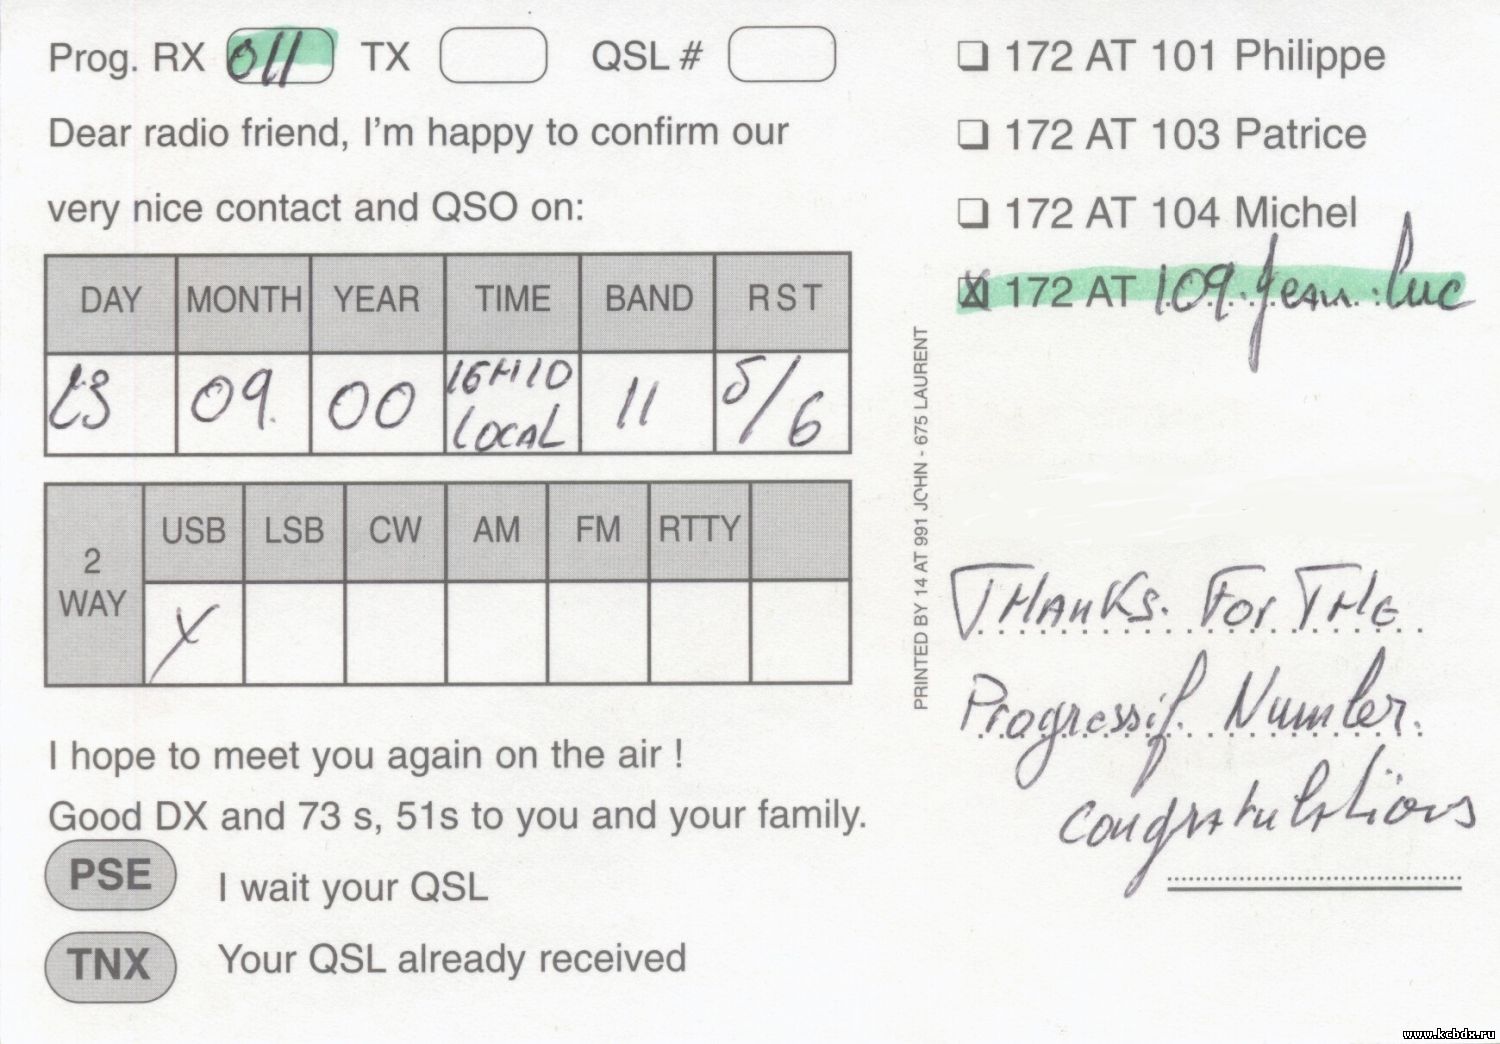 Prog. RX 011 TX QSL #
Dear radio friend, I'm happy to confirm our
very nice contact and QSO on:
DAY MONTH YEAR TIME BAND RST
23 09. 00 16H10 LOCAL 11 5/6
2 WAY USB LSB CW AM FM RTTY
X
I hope to meet you again on the air !
Good DX and 73 s, 51s to you and your family.
PSE I wait your QSL
TNX Your QSL already received
172 AT 101 Philippe
172 AT 103 Patrice
172 AT 104 Michel
X 172 AT 109 Jean Luc
PRINTED BY 14 AT 991 JOHN - 675 LAURENT
THANKS. FOR THE
Progressif. Number.
congratulations
www.kcbdx.ru